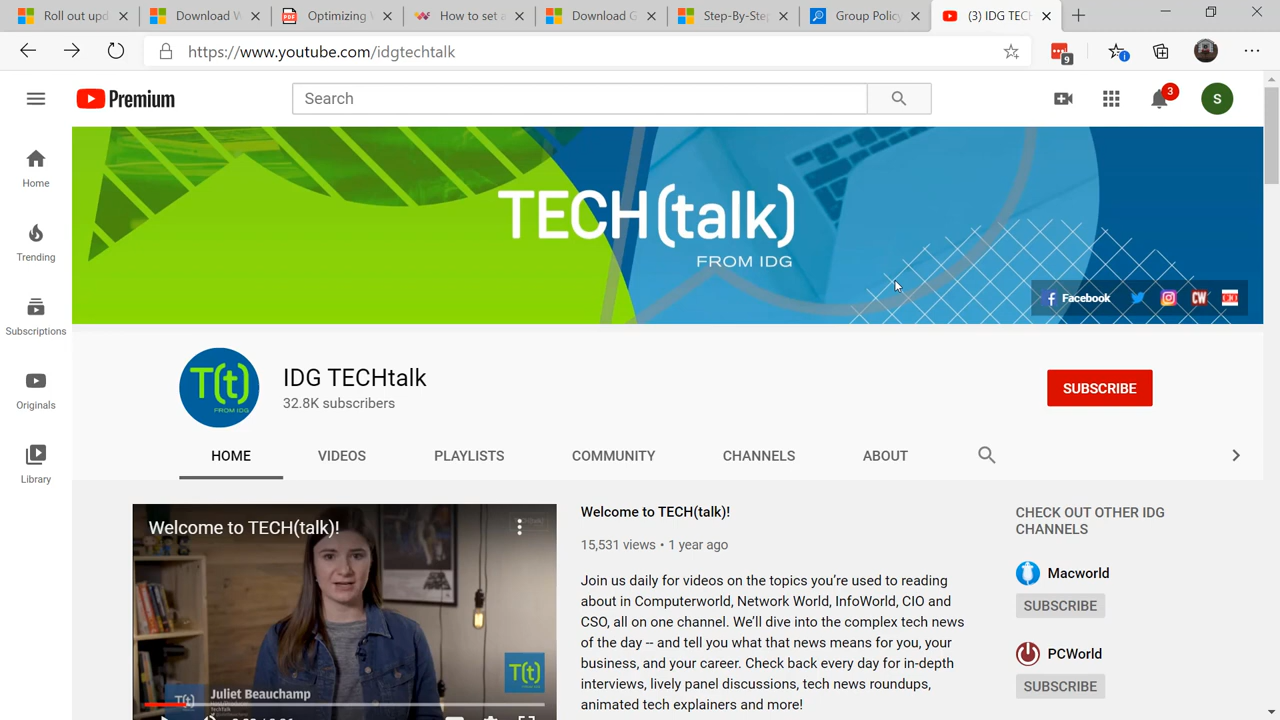 Roll out upd
Download W
Optimizing W
How to set a
Download G
Step-By-Step
Group Policy
(3) IDG TECH
https://www.youtube.com/idgtechtalk
9
Premium
Search
3
S
Home
Trending
Subscriptions
Originals
Library
TECH(talk)
FROM IDG
Facebook
CW
T(t)
FROM IDG
IDG TECHtalk
32.8K subscribers
SUBSCRIBE
HOME VIDEOS PLAYLISTS COMMUNITY CHANNELS ABOUT
Welcome to TECH(talk)!
T(t)
Juliet Beauchamp
Welcome to TECH(talk)!
15,531 views • 1 year ago
Join us daily for videos on the topics you're used to reading
about in Computerworld, Network World, InfoWorld, CIO and
CSO, all on one channel. We'll dive into the complex tech news
of the day -- and tell you what that news means for you, your
business, and your career. Check back every day for in-depth
interviews, lively panel discussions, tech news roundups,
animated tech explainers and more!
CHECK OUT OTHER IDG
CHANNELS
Macworld
SUBSCRIBE
PCWorld
SUBSCRIBE